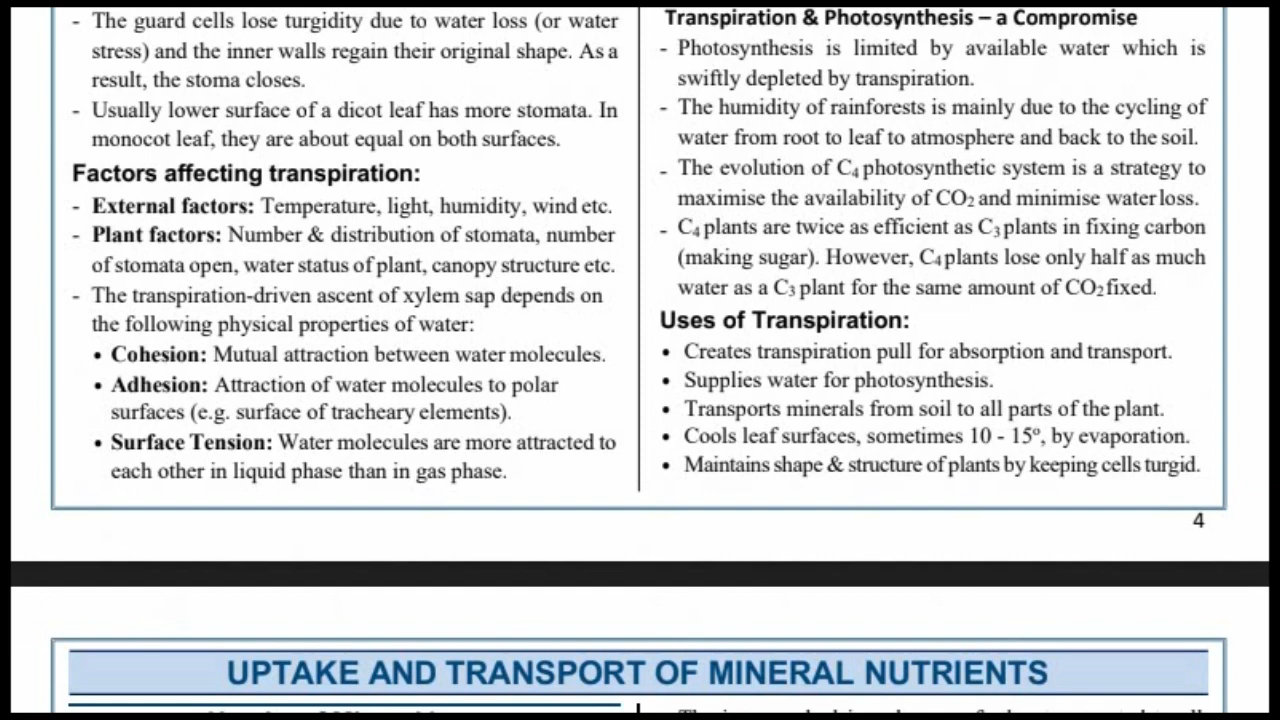 - The guard cells lose turgidity due to water loss (or water
stress) and the inner walls regain their original shape. As a
result, the stoma closes.
- Usually lower surface of a dicot leaf has more stomata. In
monocot leaf, they are about equal on both surfaces.
Factors affecting transpiration:
- External factors: Temperature, light, humidity, wind etc.
- Plant factors: Number & distribution of stomata, number
of stomata open, water status of plant, canopy structure etc.
- The transpiration-driven ascent of xylem sap depends on
the following physical properties of water:
• Cohesion: Mutual attraction between water molecules.
• Adhesion: Attraction of water molecules to polar
surfaces (e.g. surface of tracheary elements).
• Surface Tension: Water molecules are more attracted to
each other in liquid phase than in gas phase.
Transpiration & Photosynthesis – a Compromise
- Photosynthesis is limited by available water which is
swiftly depleted by transpiration.
- The humidity of rainforests is mainly due to the cycling of
water from root to leaf to atmosphere and back to the soil.
- The evolution of C₄ photosynthetic system is a strategy to
maximise the availability of CO₂ and minimise water loss.
- C₄ plants are twice as efficient as C₃ plants in fixing carbon
(making sugar). However, C₄ plants lose only half as much
water as a C₃ plant for the same amount of CO₂ fixed.
Uses of Transpiration:
• Creates transpiration pull for absorption and transport.
• Supplies water for photosynthesis.
• Transports minerals from soil to all parts of the plant.
• Cools leaf surfaces, sometimes 10 - 15º, by evaporation.
• Maintains shape & structure of plants by keeping cells turgid.
4
UPTAKE AND TRANSPORT OF MINERAL NUTRIENTS